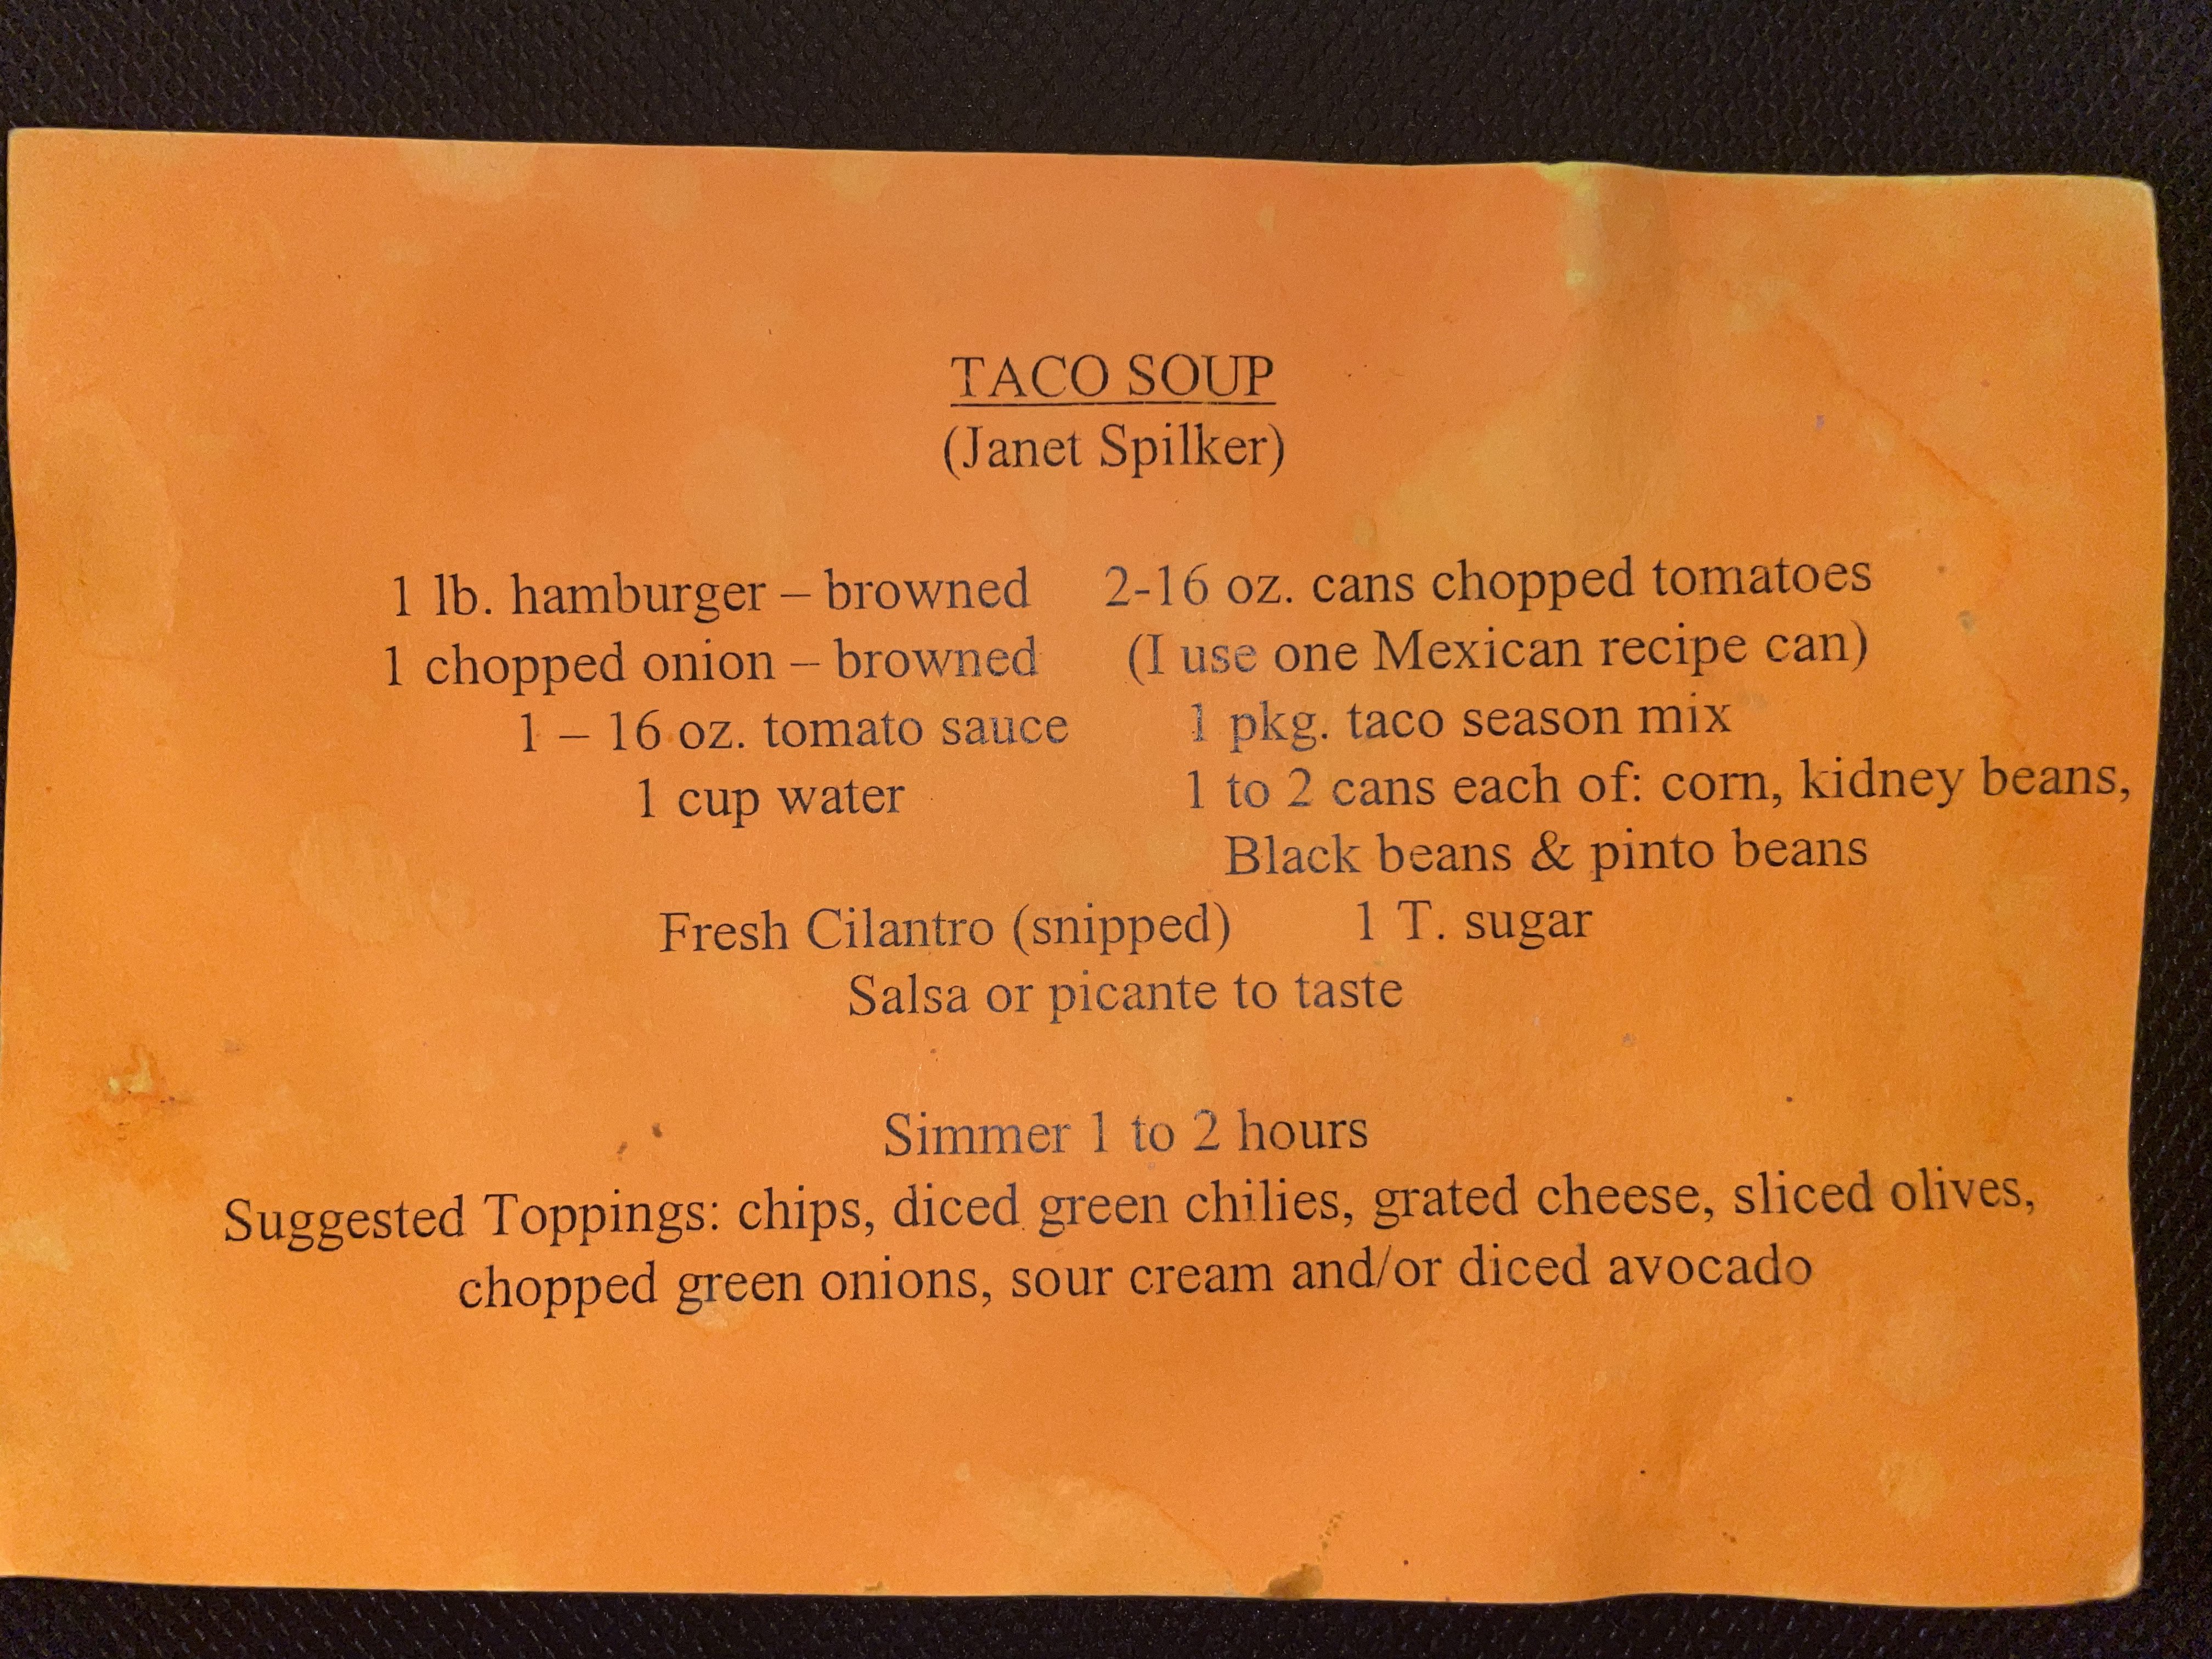 TACO SOUP
(Janet Spilker)
1 lb. hamburger – browned 2-16 oz. cans chopped tomatoes
1 chopped onion – browned (I use one Mexican recipe can)
1 – 16 oz. tomato sauce 1 pkg. taco season mix
1 cup water 1 to 2 cans each of: corn, kidney beans,
Black beans & pinto beans
Fresh Cilantro (snipped) 1 T. sugar
Salsa or picante to taste
Simmer 1 to 2 hours
Suggested Toppings: chips, diced green chilies, grated cheese, sliced olives,
chopped green onions, sour cream and/or diced avocado